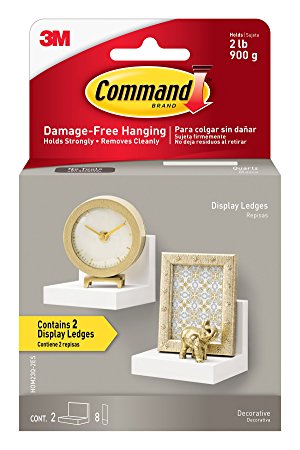 3M
Holds | Sujeta
2 lb
900 g
Command
BRAND
Damage-Free Hanging
Holds Strongly • Removes Cleanly
Para colgar sin dañar
Sujeta firmemente
No deja residuos al retirar
Quartz
Display Ledges
Repisas
Contains 2
Display Ledges
Contiene 2 repisas
HOM23Q-2ES
CONT. 2
8
Decorative
Decorativa